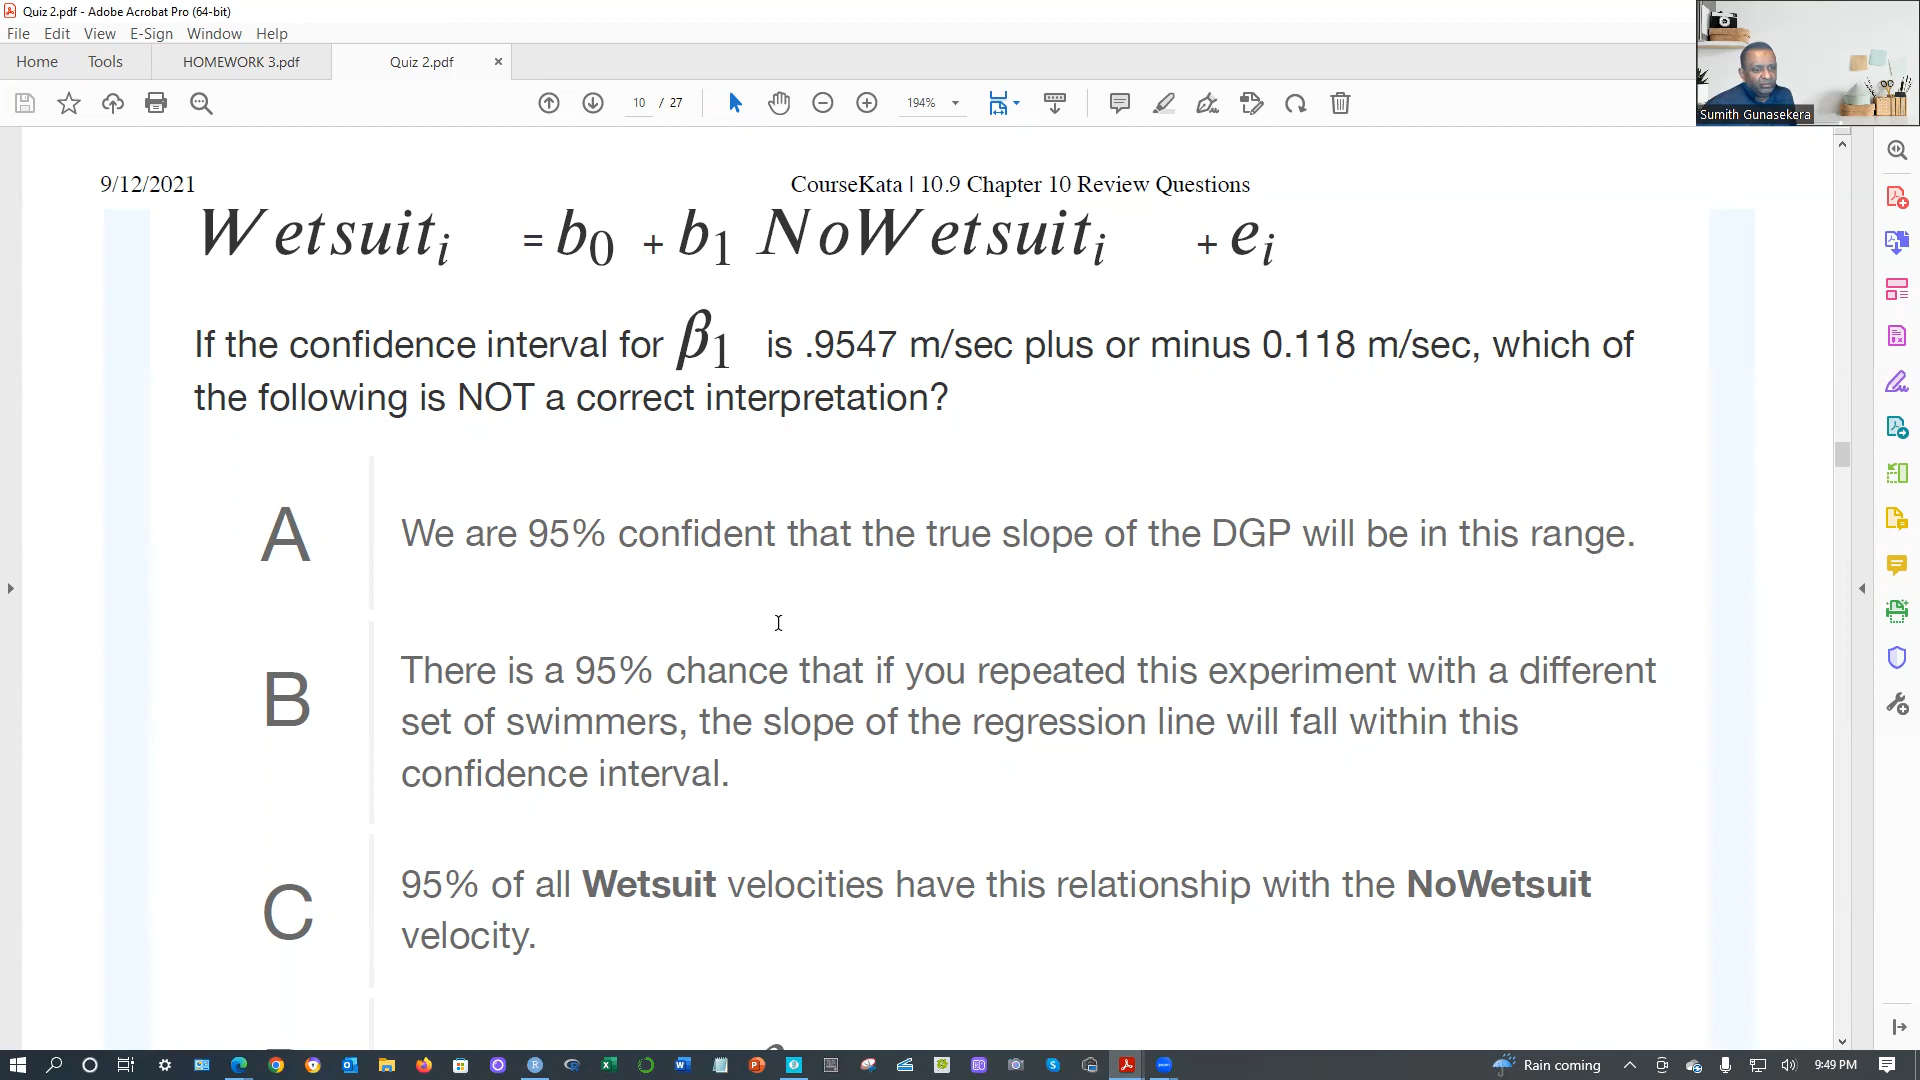 Quiz 2.pdf - Adobe Acrobat Pro (64-bit)
File Edit View E-Sign Window Help
Home Tools HOMEWORK 3.pdf Quiz 2.pdf ×
10 / 27 194%
Sumith Gunasekera
9/12/2021 CourseKata | 10.9 Chapter 10 Review Questions
Wetsuitᵢ = b₀ + b₁ NoWetsuitᵢ + eᵢ
If the confidence interval for β₁ is .9547 m/sec plus or minus 0.118 m/sec, which of
the following is NOT a correct interpretation?
A We are 95% confident that the true slope of the DGP will be in this range.
B There is a 95% chance that if you repeated this experiment with a different
set of swimmers, the slope of the regression line will fall within this
confidence interval.
C 95% of all Wetsuit velocities have this relationship with the NoWetsuit
velocity.
Rain coming 9:49 PM